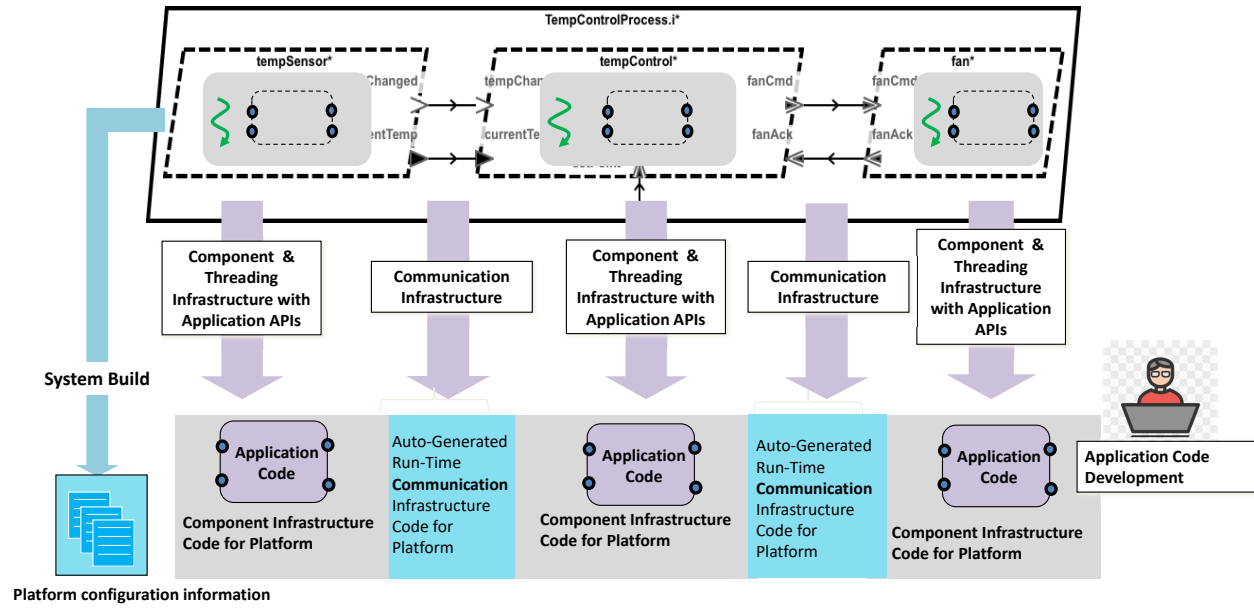 TempControlProcess.i*
tempSensor*
tempControl*
fan*
Changed
tempChan
fanCmd
fanCmd
entTemp
currentTe
fanAck
fanAck
Component &
Threading
Infrastructure with
Application APIs
Communication
Infrastructure
Component &
Threading
Infrastructure with
Application APIs
Communication
Infrastructure
Component &
Threading
Infrastructure
with Application
APIs
System Build
Application
Code
Auto-Generated
Run-Time
Communication
Infrastructure
Code for
Platform
Application
Code
Auto-Generated
Run-Time
Communication
Infrastructure
Code for
Platform
Application
Code
Application Code
Development
Component Infrastructure
Code for Platform
Component Infrastructure
Code for Platform
Component Infrastructure
Code for Platform
Platform configuration information